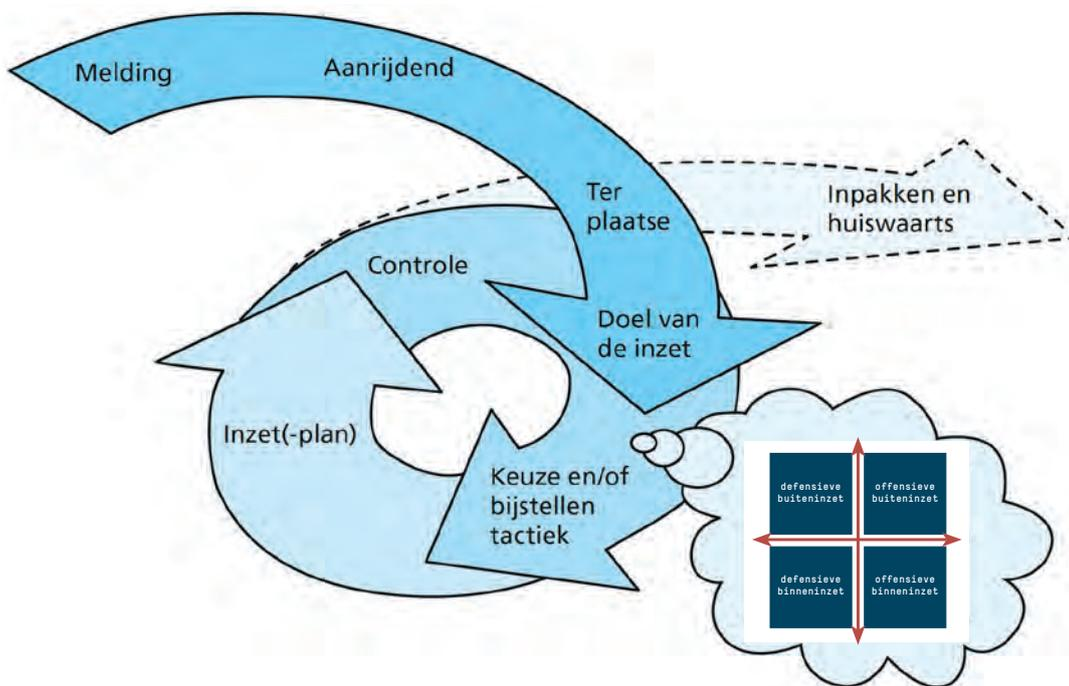 Melding
Aanrijdend
Ter
plaatse
Inpakken en
huiswaarts
Controle
Doel van
de inzet
Inzet(-plan)
Keuze en/of
bijstellen
tactiek
defensieve
buiteninzet
offensieve
buiteninzet
defensieve
binneninzet
offensieve
binneninzet